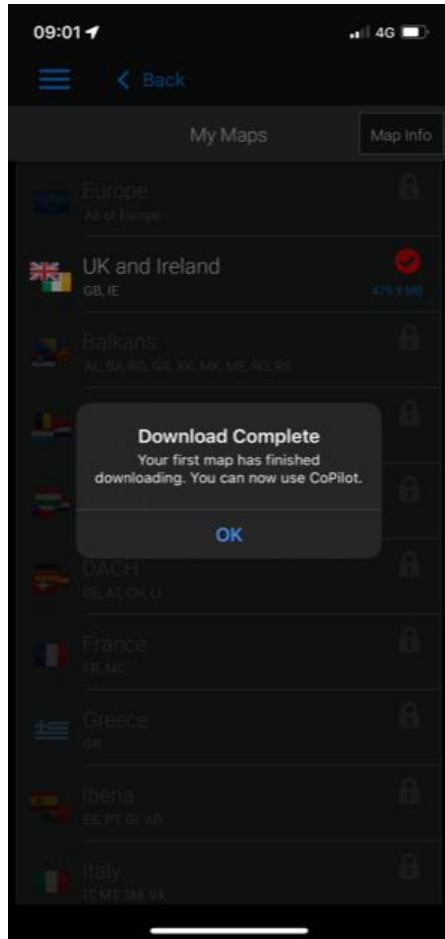 09:01
4G
Back
My Maps
Map Info
Europe
All of Europe
UK and Ireland
GB, IE
479.9 MB
Balkans
AL, BA, BG, GR, XK, MK, ME, RO, RS
Download Complete
Your first map has finished
downloading. You can now use CoPilot.
OK
DACH
DE, AT, CH, LI
France
FR, MC
Greece
GR
Iberia
ES, PT, GI, AD
Italy
IT, MT, SM, VA